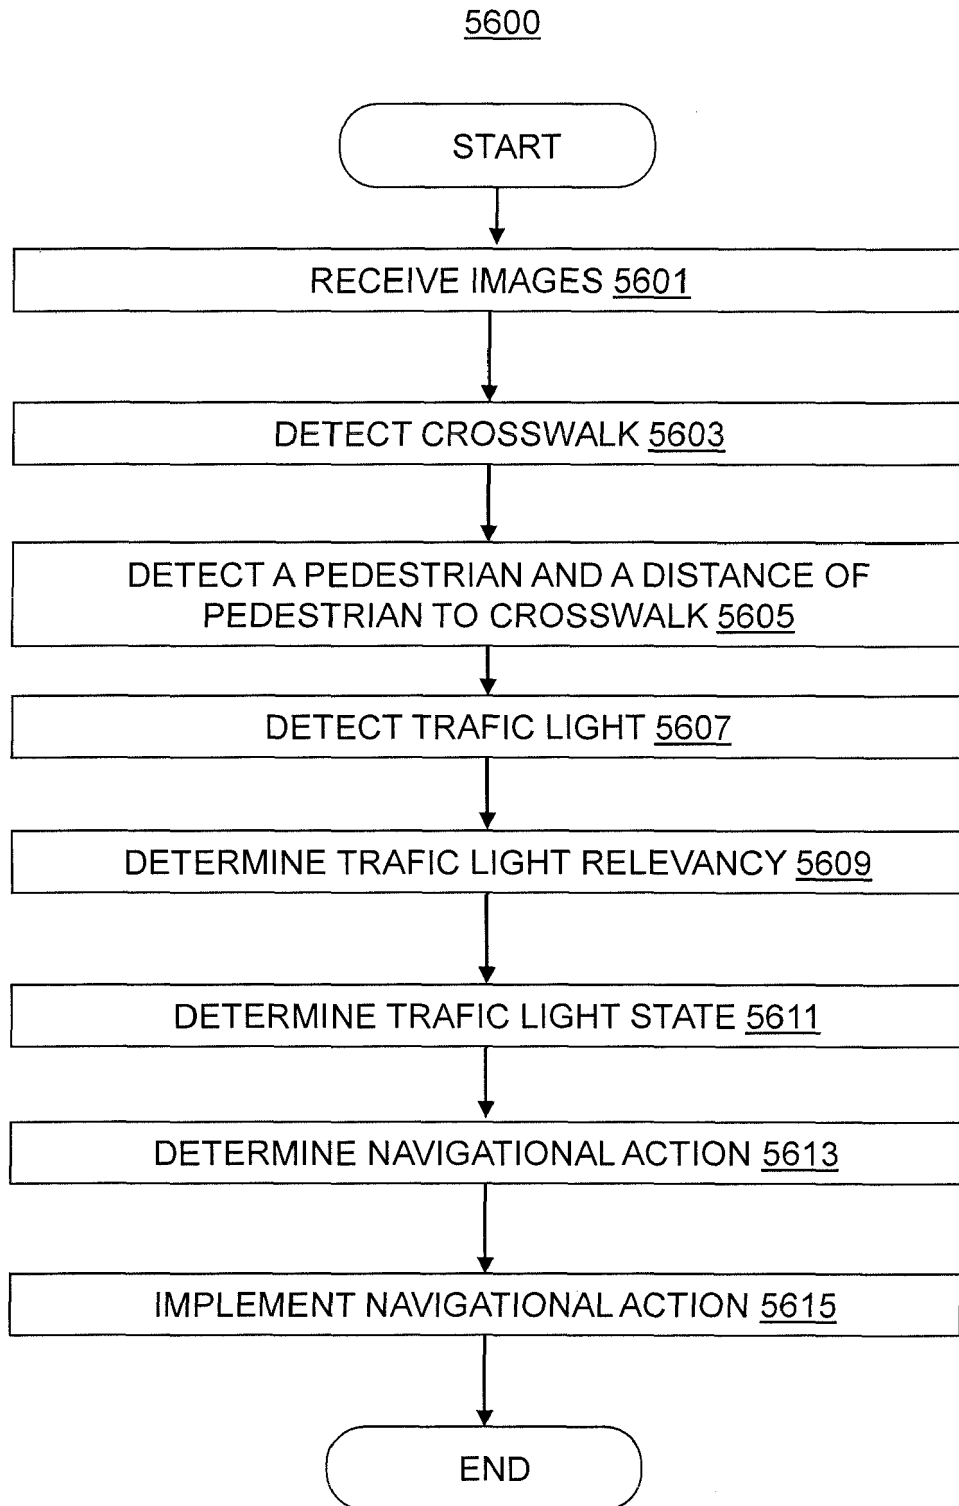 5600
START
RECEIVE IMAGES 5601
DETECT CROSSWALK 5603
DETECT A PEDESTRIAN AND A DISTANCE OF
PEDESTRIAN TO CROSSWALK 5605
DETECT TRAFIC LIGHT 5607
DETERMINE TRAFIC LIGHT RELEVANCY 5609
DETERMINE TRAFIC LIGHT STATE 5611
DETERMINE NAVIGATIONAL ACTION 5613
IMPLEMENT NAVIGATIONAL ACTION 5615
END